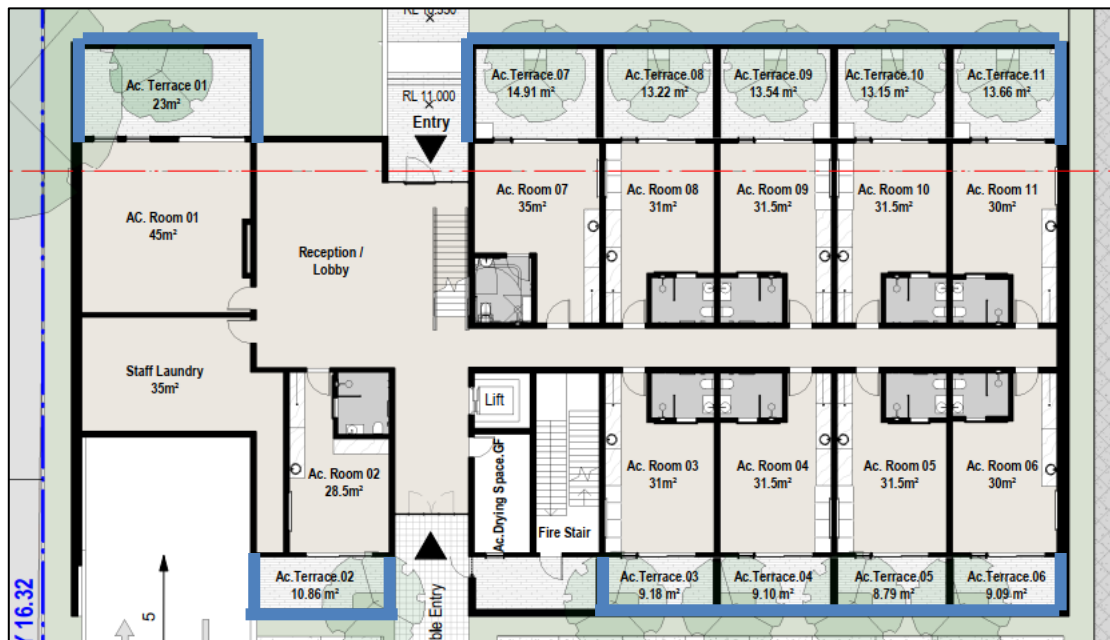 RL 10.550
Ac. Terrace 01
23m²
Ac.Terrace.07
14.91 m²
Ac.Terrace.08
13.22 m²
Ac.Terrace.09
13.54 m²
Ac.Terrace.10
13.15 m²
Ac.Terrace.11
13.66 m²
RL 11.000
Entry
AC. Room 01
45m²
Reception /
Lobby
Ac. Room 07
35m²
Ac. Room 08
31m²
Ac. Room 09
31.5m²
Ac. Room 10
31.5m²
Ac. Room 11
30m²
Staff Laundry
35m²
Lift
Ac. Room 02
28.5m²
Ac.Drying Space.GF
Fire Stair
Ac. Room 03
31m²
Ac. Room 04
31.5m²
Ac. Room 05
31.5m²
Ac. Room 06
30m²
Ac.Terrace.02
10.86 m²
Ac.Terrace.03
9.18 m²
Ac.Terrace.04
9.10 m²
Ac.Terrace.05
8.79 m²
Ac.Terrace.06
9.09 m²
Y 16.32
5
ble Entry